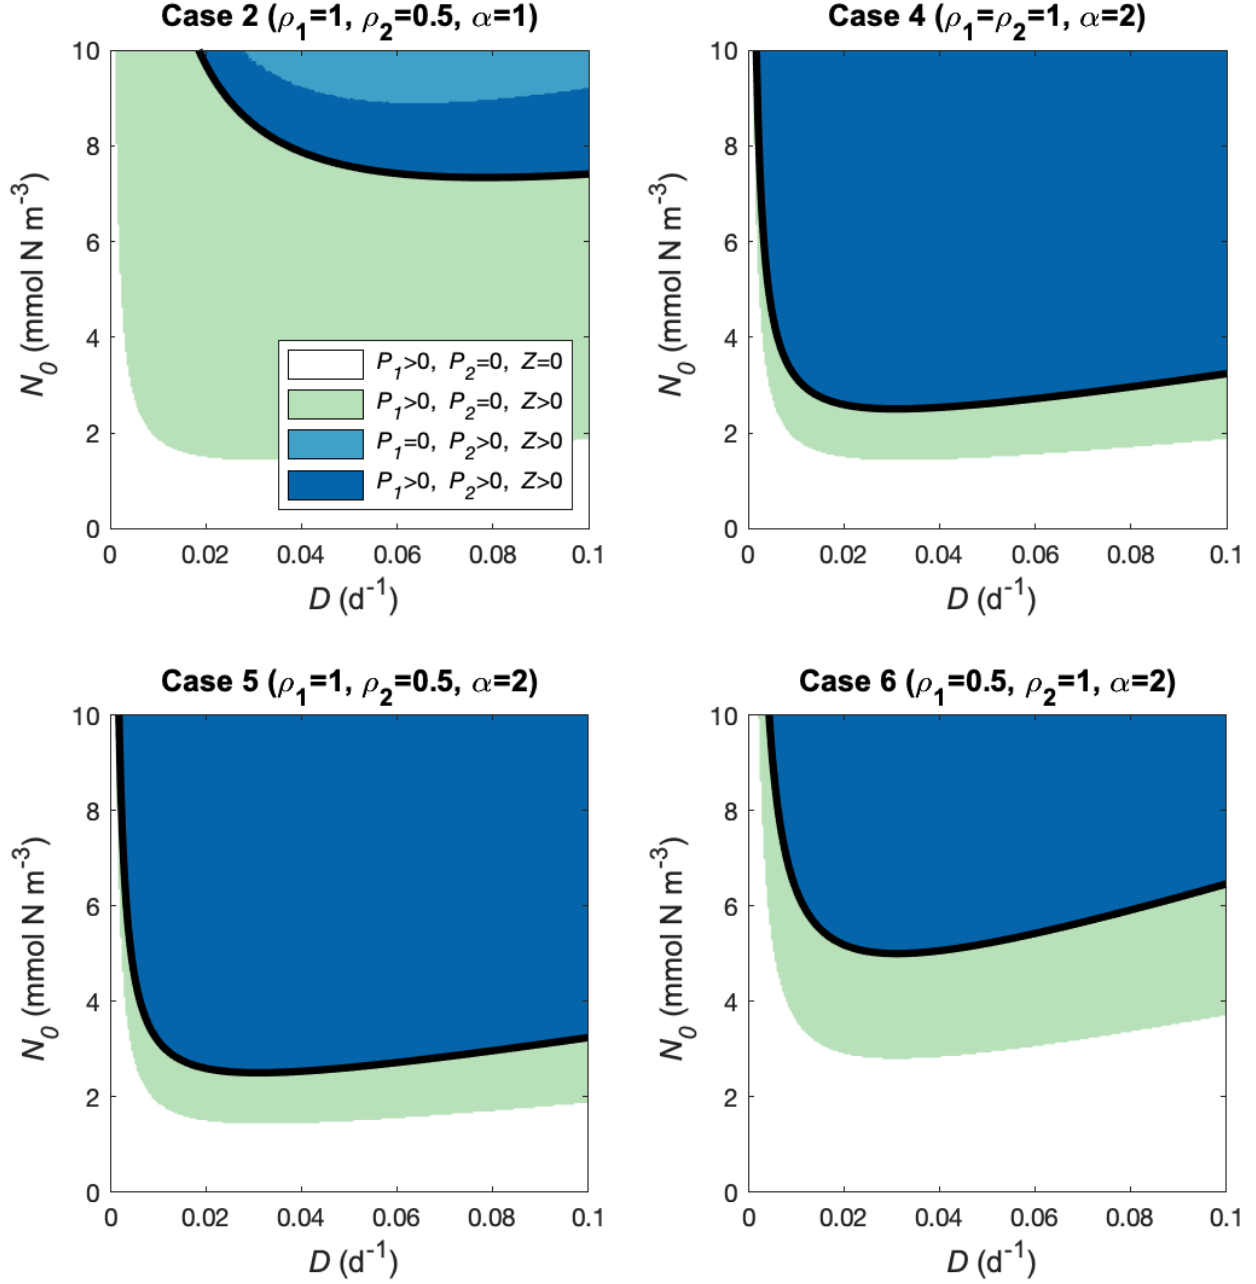 Case 2 (ρ1=1, ρ2=0.5, α=1)
10
8
6
4
2
0
N0 (mmol N m-3)
P1>0, P2=0, Z=0
P1>0, P2=0, Z>0
P1=0, P2>0, Z>0
P1>0, P2>0, Z>0
0 0.02 0.04 0.06 0.08 0.1
D (d-1)
Case 4 (ρ1=ρ2=1, α=2)
10
8
6
4
2
0
N0 (mmol N m-3)
0 0.02 0.04 0.06 0.08 0.1
D (d-1)
Case 5 (ρ1=1, ρ2=0.5, α=2)
10
8
6
4
2
0
N0 (mmol N m-3)
0 0.02 0.04 0.06 0.08 0.1
D (d-1)
Case 6 (ρ1=0.5, ρ2=1, α=2)
10
8
6
4
2
0
N0 (mmol N m-3)
0 0.02 0.04 0.06 0.08 0.1
D (d-1)